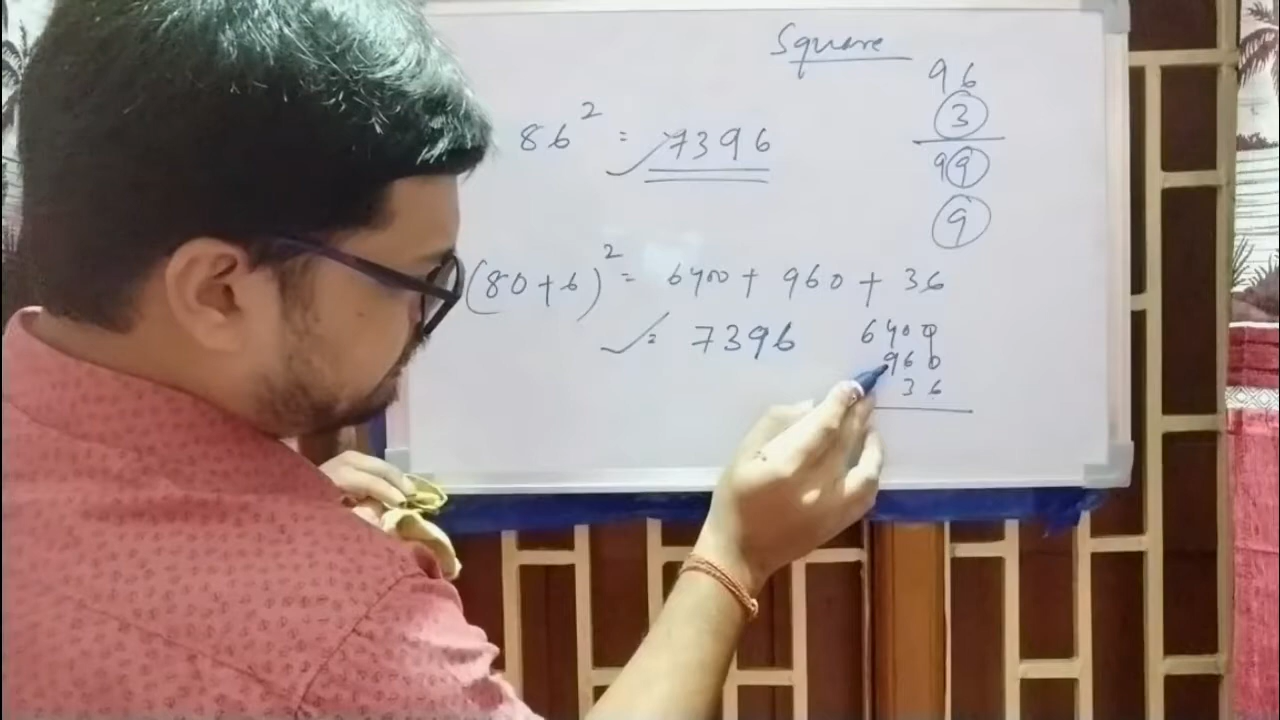 Square
86² = 7396
96
3
99
9
(80+6)² = 6400 + 960 + 36
= 7396
6400
960
36